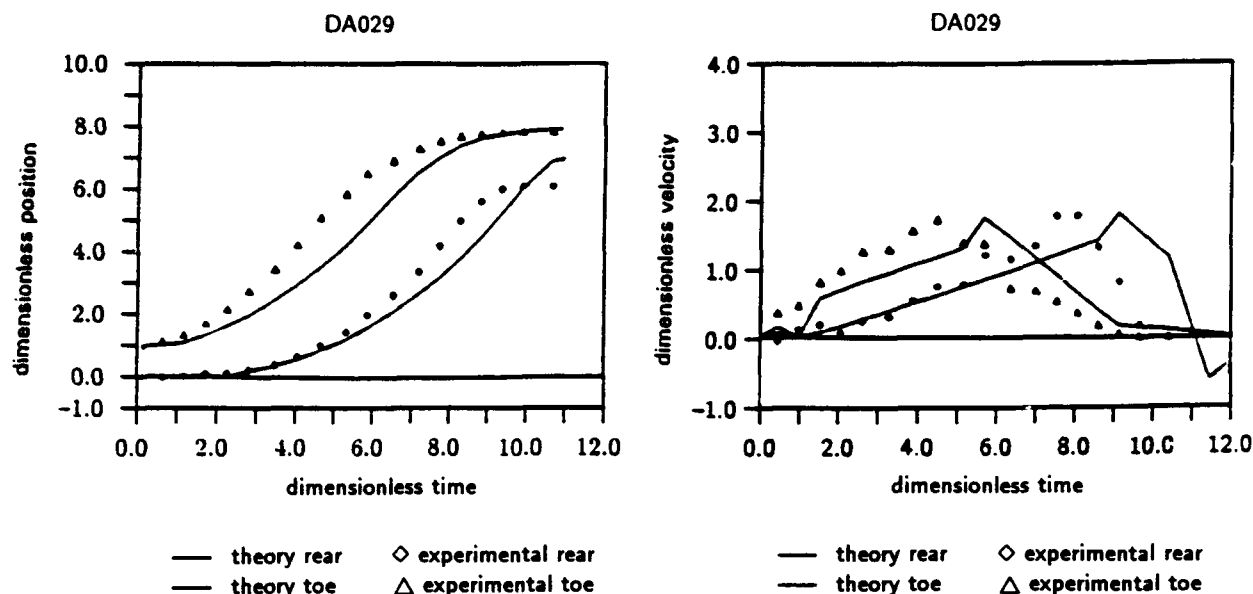 DA029
10.0
8.0
6.0
4.0
2.0
0.0
-1.0
dimensionless position
0.0 2.0 4.0 6.0 8.0 10.0 12.0
dimensionless time
theory rear experimental rear
theory toe experimental toe
DA029
4.0
3.0
2.0
1.0
0.0
-1.0
dimensionless velocity
0.0 2.0 4.0 6.0 8.0 10.0 12.0
dimensionless time
theory rear experimental rear
theory toe experimental toe